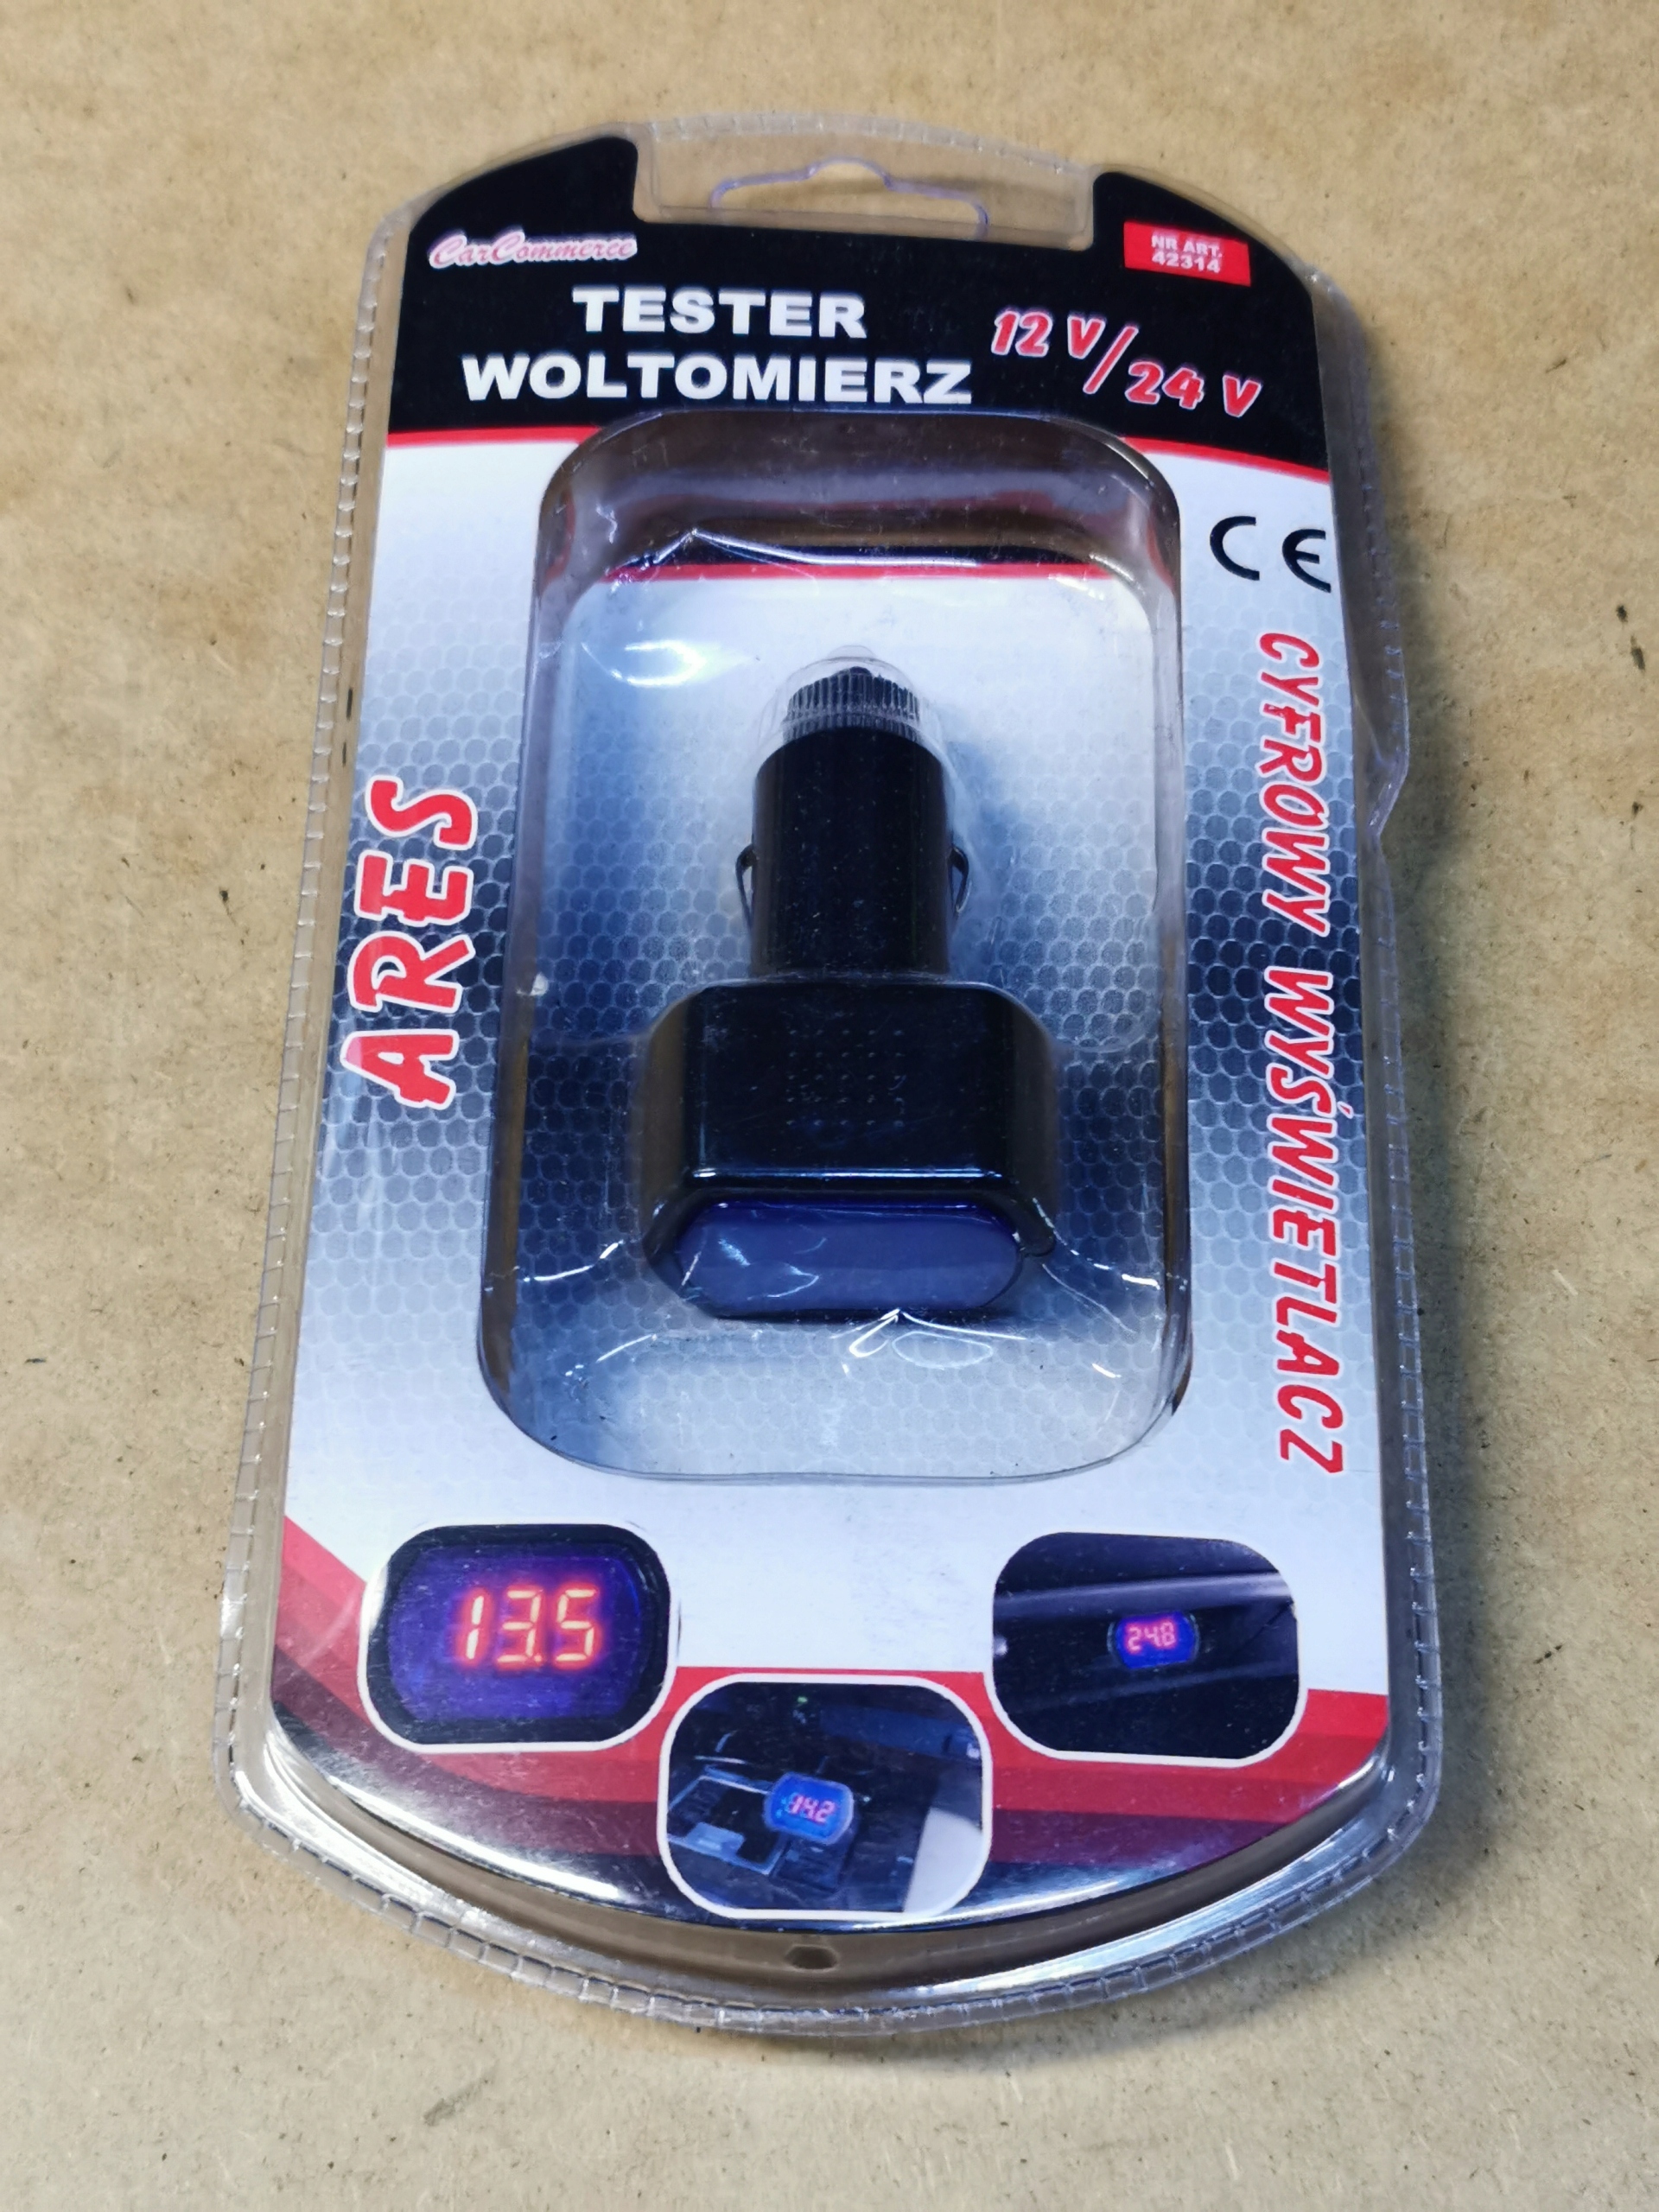 CarCommerce
NR ART.
42314
TESTER
WOLTOMIERZ
12 V/24 V
CE
ARES
CYFROWY WYŚWIETLACZ
13.5
24.8
14.2